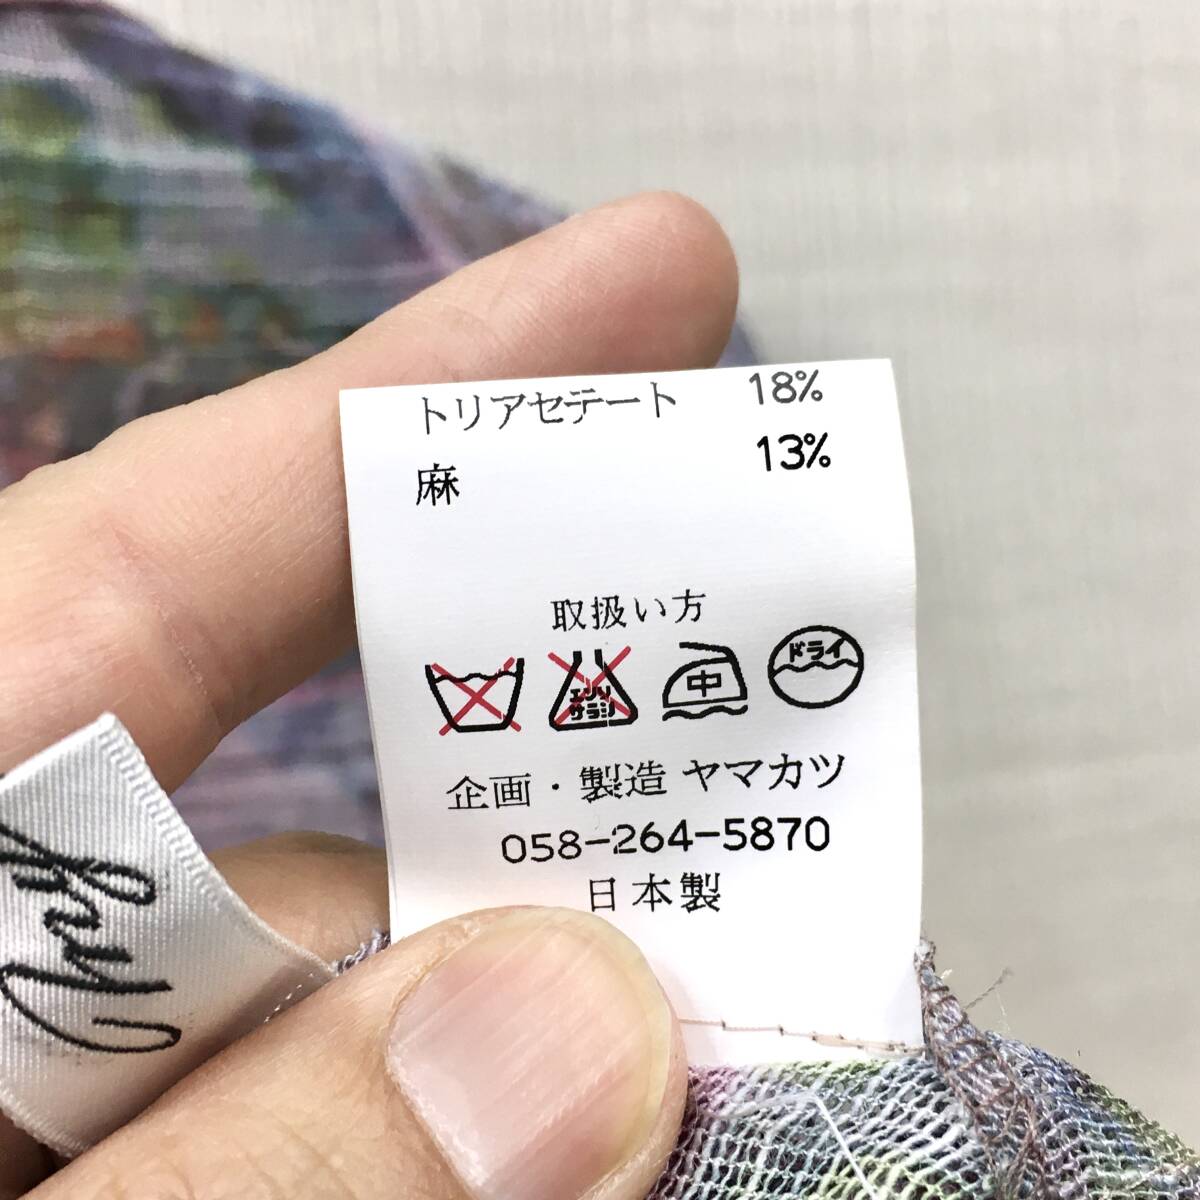 トリアセテート 18%
麻 13%
取扱い方
エンソ
サラシ
中
ドライ
企画・製造 ヤマカツ
058-264-5870
日本製